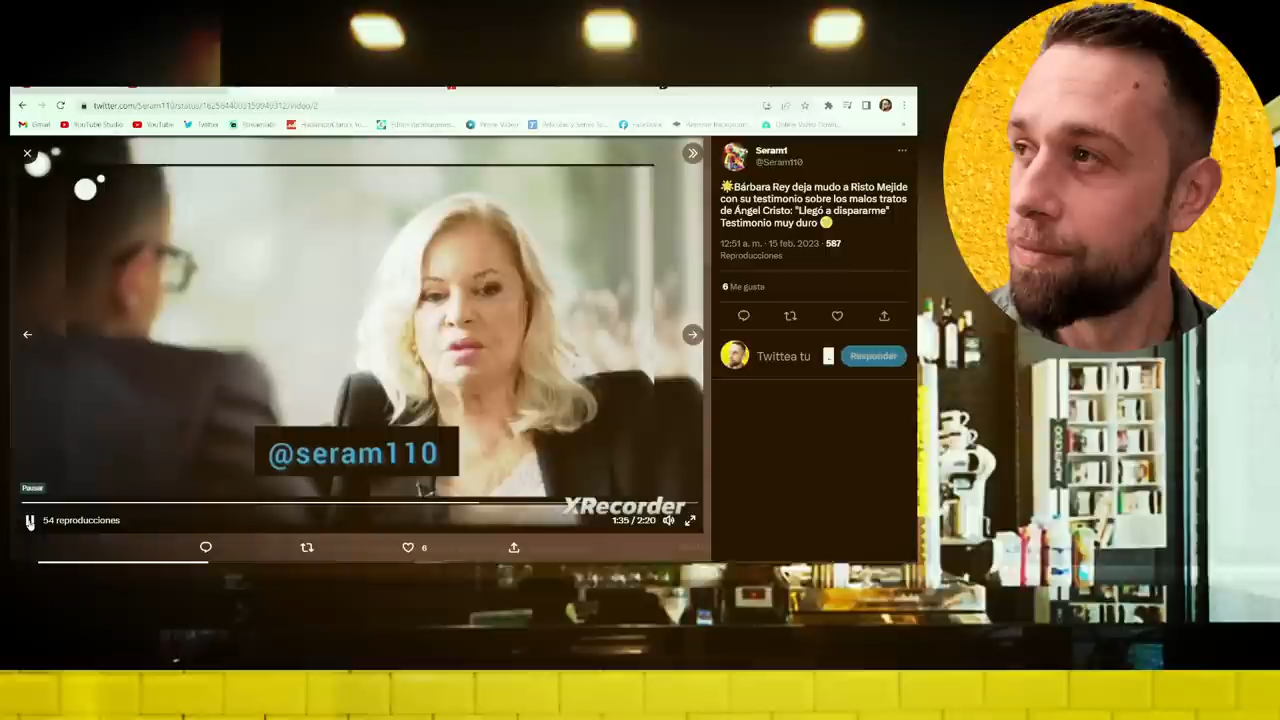 Gmail
YouTube Studio
YouTube
Twitter
Streamlabs
Prime Video
Facebook
Seram1
@Seram110
Bárbara Rey deja mudo a Risto Mejide
con su testimonio sobre los malos tratos
de Ángel Cristo: "Llegó a dispararme"
Testimonio muy duro
12:51 a. m. · 15 feb. 2023 · 587
Reproducciones
6 Me gusta
Twittea tu
Responder
@seram110
Pausar
XRecorder
54 reproducciones
1:35 / 2:20
6